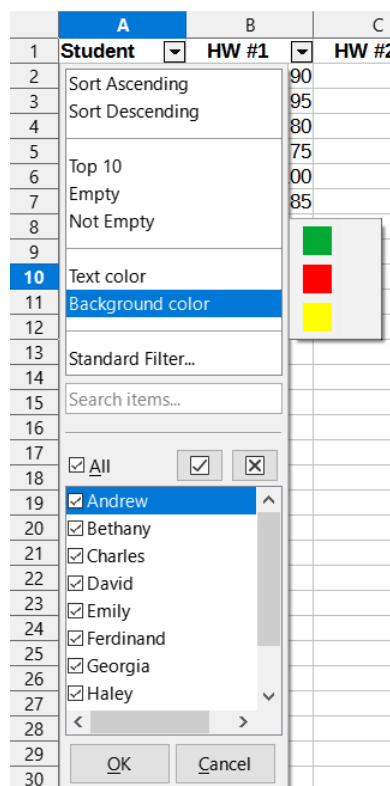 A B C
1 Student HW #1 HW #2
2 90
3 95
4 80
5 75
6 00
7 85
8
9
10
11
12
13
14
15
16
17
18
19
20
21
22
23
24
25
26
27
28
29
30
Sort Ascending
Sort Descending
Top 10
Empty
Not Empty
Text color
Background color
Standard Filter...
Search items...
All
Andrew
Bethany
Charles
David
Emily
Ferdinand
Georgia
Haley
OK Cancel